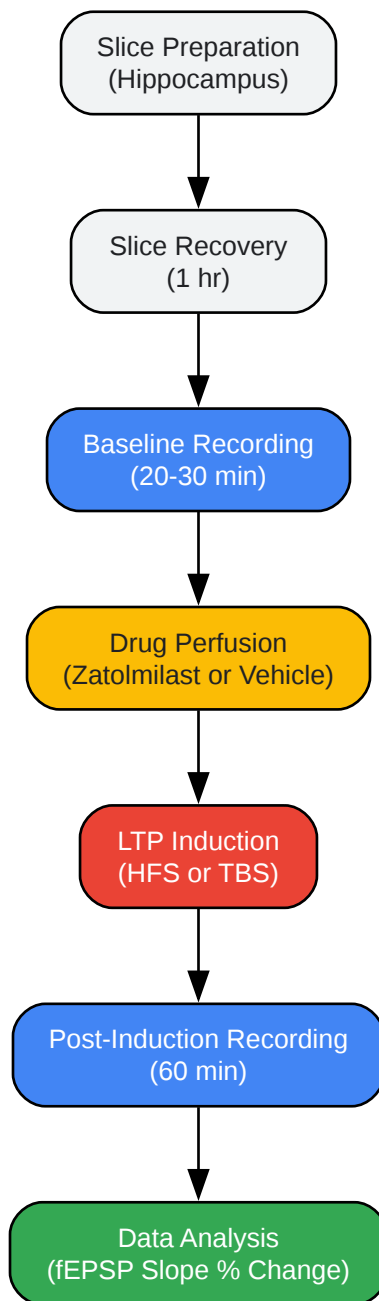 Slice Preparation
(Hippocampus)
Slice Recovery
(1 hr)
Baseline Recording
(20-30 min)
Drug Perfusion
(Zatolmilast or Vehicle)
LTP Induction
(HFS or TBS)
Post-Induction Recording
(60 min)
Data Analysis
(fEPSP Slope % Change)